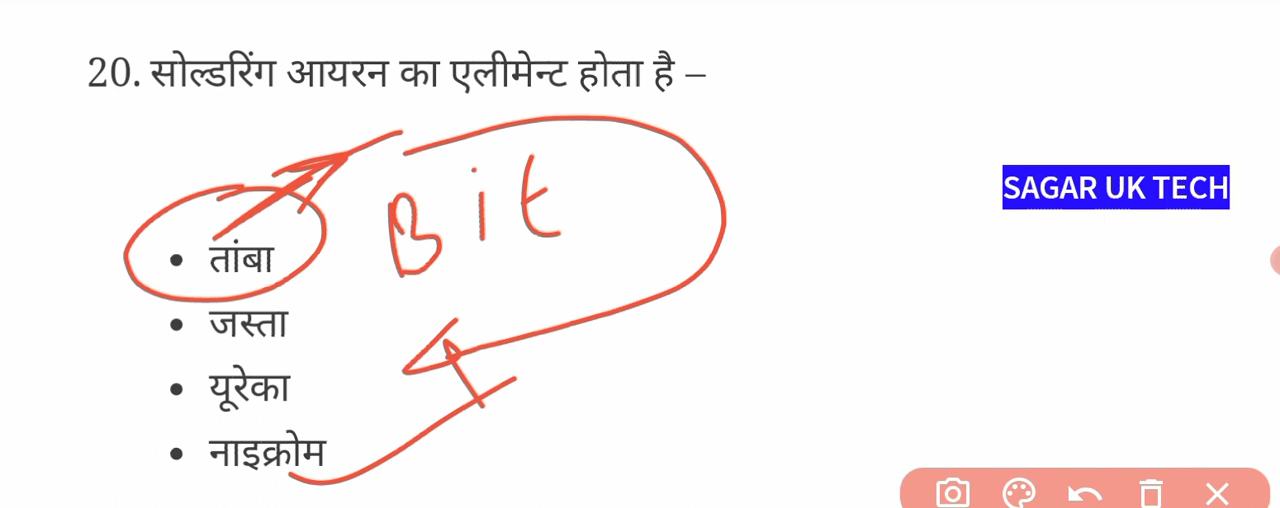 20. सोल्डरिंग आयरन का एलीमेन्ट होता है –
Bit
SAGAR UK TECH
• तांबा
• जस्ता
• यूरेका
• नाइक्रोम